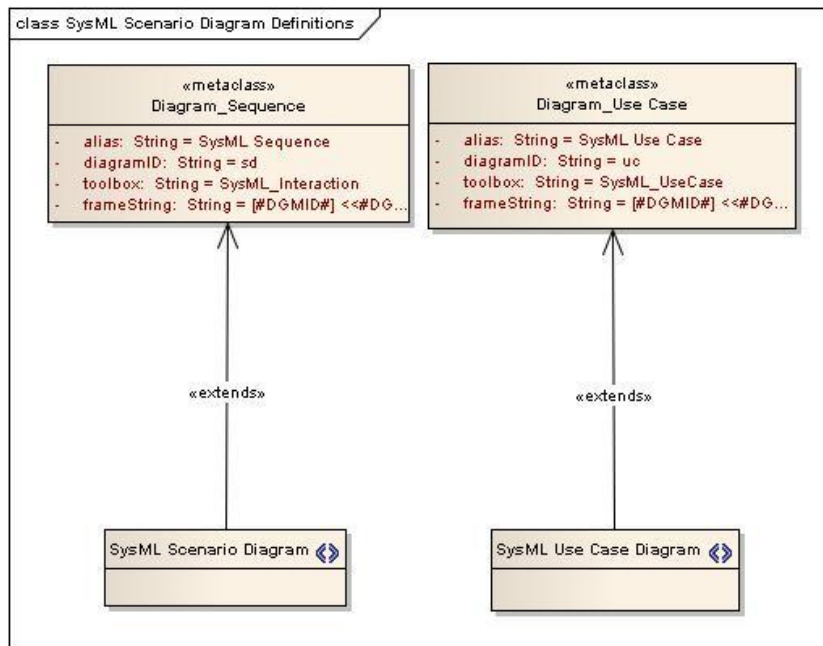 class SysML Scenario Diagram Definitions
«metaclass»
Diagram_Sequence
- alias: String = SysML Sequence
- diagramID: String = sd
- toolbox: String = SysML_Interaction
- frameString: String = [#DGMID#] <<#DG...
«metaclass»
Diagram_Use Case
- alias: String = SysML Use Case
- diagramID: String = uc
- toolbox: String = SysML_UseCase
- frameString: String = [#DGMID#] <<#DG...
«extends»
«extends»
SysML Scenario Diagram
SysML Use Case Diagram